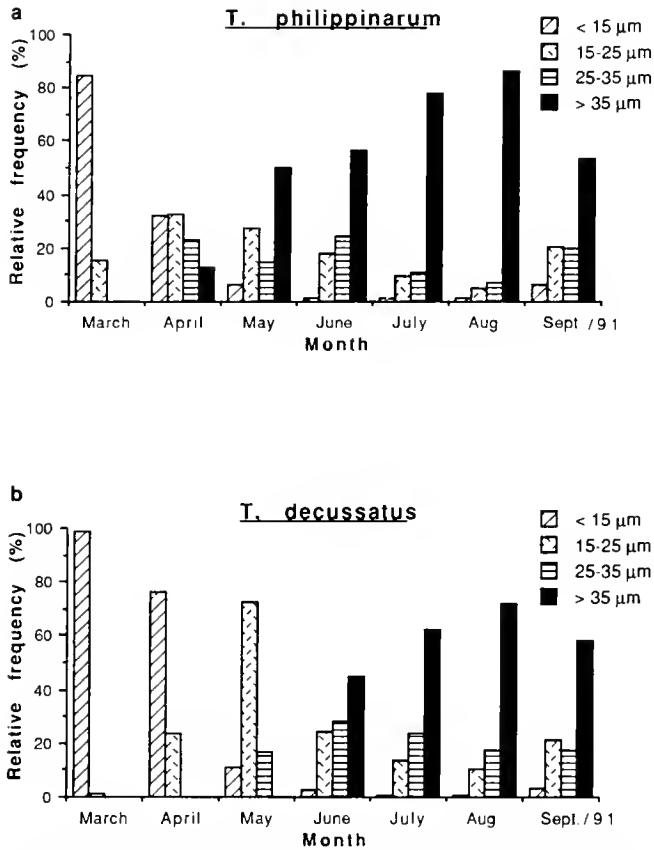 a
T. philippinarum
Relative frequency (%)
100
80
60
40
20
0
< 15 µm
15-25 µm
25-35 µm
> 35 µm
March April May June July Aug Sept. / 91
Month
b
T. decussatus
Relative frequency (%)
100
80
60
40
20
0
< 15 µm
15-25 µm
25-35 µm
> 35 µm
March April May June July Aug Sept. / 91
Month